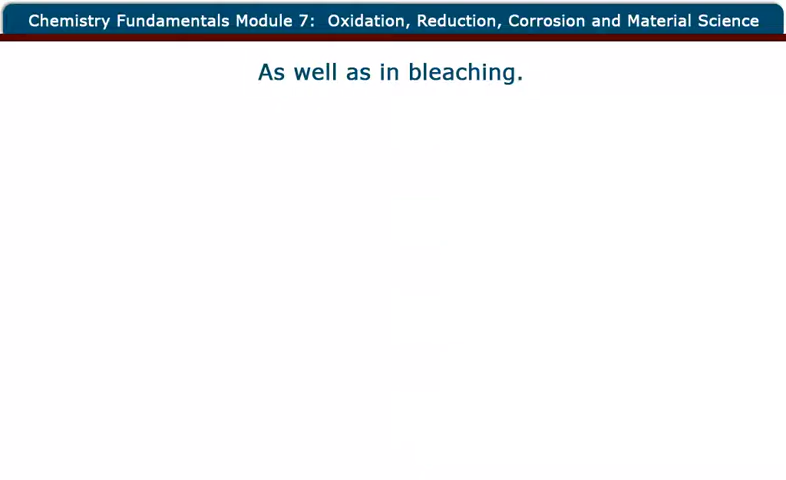 Chemistry Fundamentals Module 7: Oxidation, Reduction, Corrosion and Material Science
As well as in bleaching.